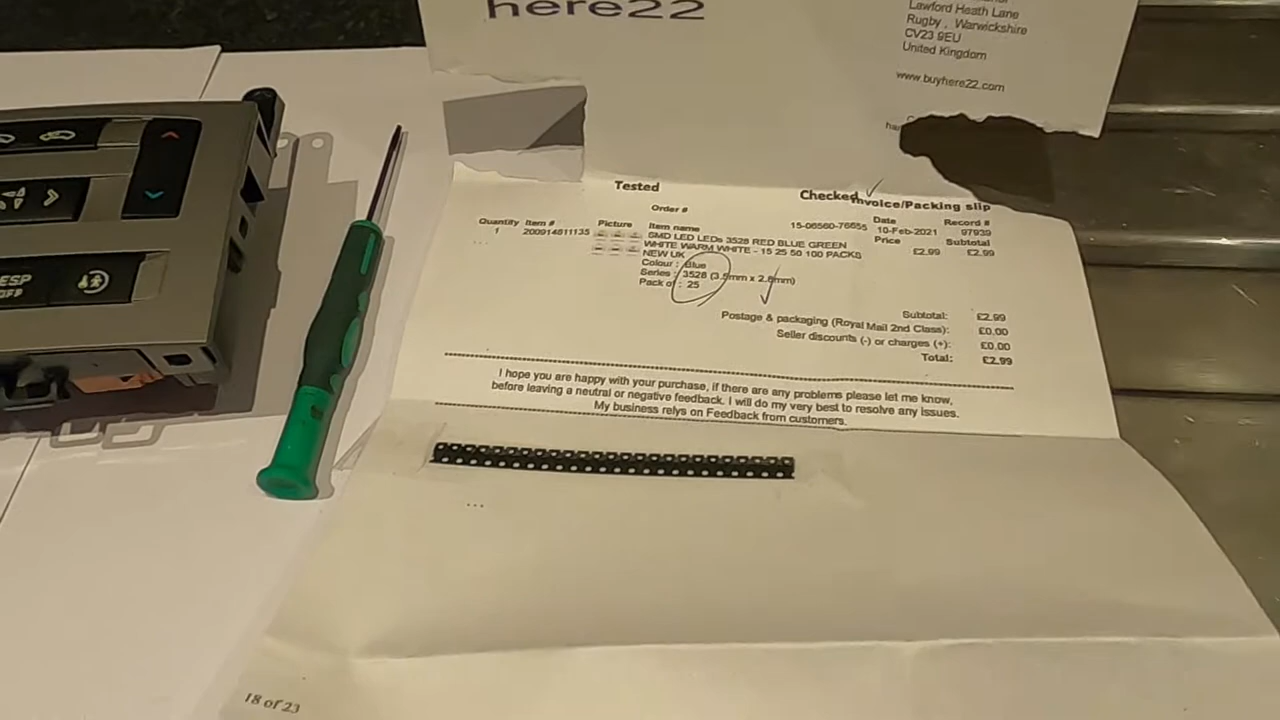 here22
Lawford Heath Lane
Rugby , Warwickshire
CV23 9EU
United Kingdom
www.buyhere22.com
Tested
Checked
Invoice/Packing slip
Order #
15-06560-76655
Date
Record #
10-Feb-2021
97939
Quantity Item # Picture Item name
Price Subtotal
1 200914811135 SMD LED LEDs 3528 RED BLUE GREEN £2.99 £2.99
WHITE WARM WHITE - 15 25 50 100 PACKS
NEW UK
Colour : Blue
Series : 3528 (3.5mm x 2.8mm)
Pack of : 25
Subtotal: £2.99
Postage & packaging (Royal Mail 2nd Class): £0.00
Seller discounts (-) or charges (+): £0.00
Total: £2.99
I hope you are happy with your purchase, if there are any problems please let me know,
before leaving a neutral or negative feedback. I will do my very best to resolve any issues.
My business relys on Feedback from customers.
ESP
OFF
18 of 23